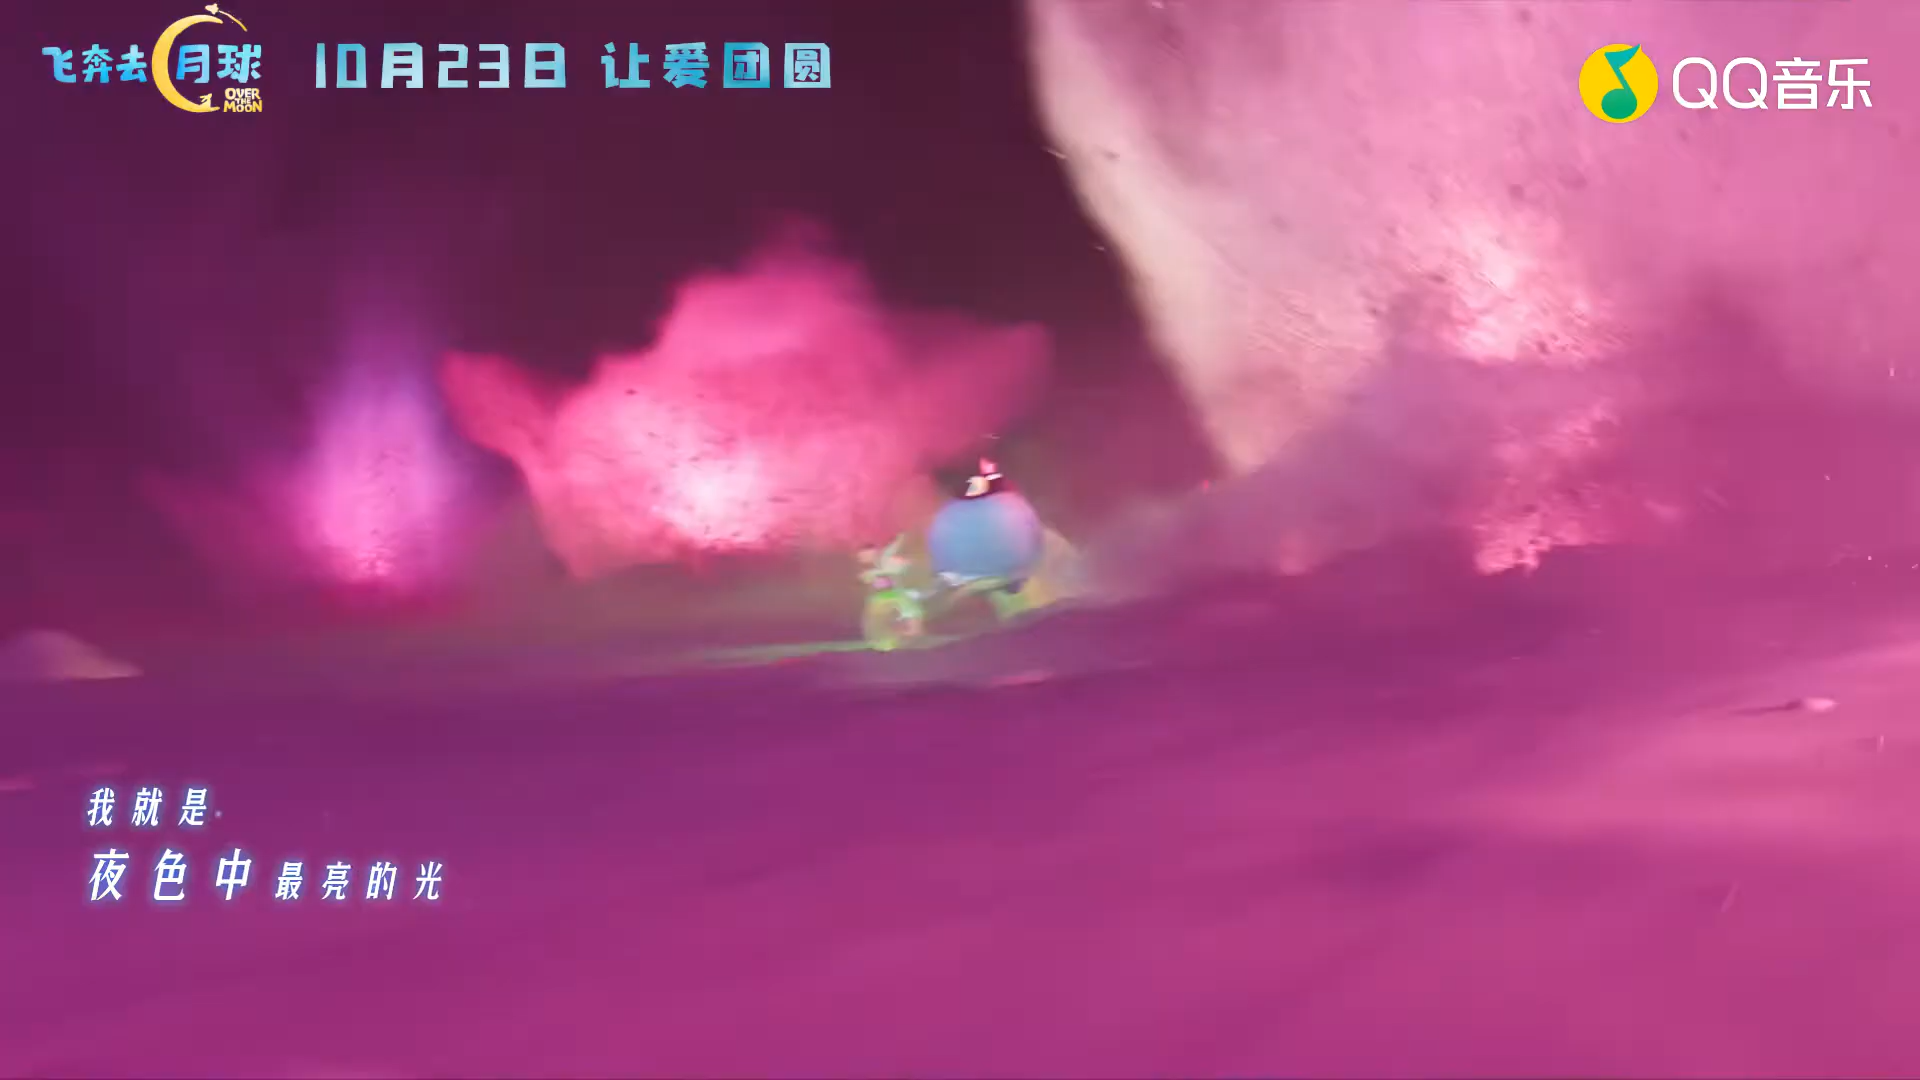 飞奔去月球
OVER THE MOON
10月23日 让爱团圆
QQ音乐
我就是
夜色中最亮的光